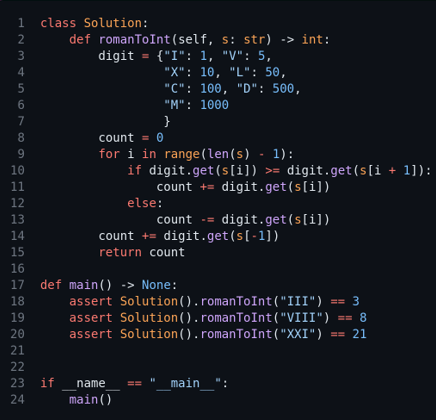 1 class Solution:
2     def romanToInt(self, s: str) -> int:
3         digit = {"I": 1, "V": 5,
4                  "X": 10, "L": 50,
5                  "C": 100, "D": 500,
6                  "M": 1000
7                  }
8         count = 0
9         for i in range(len(s) - 1):
10             if digit.get(s[i]) >= digit.get(s[i + 1]):
11                 count += digit.get(s[i])
12             else:
13                 count -= digit.get(s[i])
14         count += digit.get(s[-1])
15         return count
16
17 def main() -> None:
18     assert Solution().romanToInt("III") == 3
19     assert Solution().romanToInt("VIII") == 8
20     assert Solution().romanToInt("XXI") == 21
21
22
23 if __name__ == "__main__":
24     main()